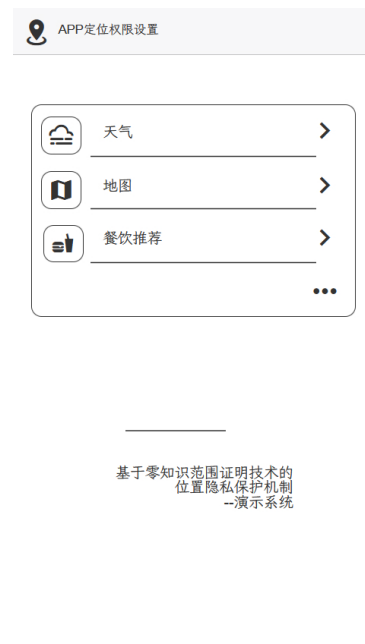 APP定位权限设置
天气
地图
餐饮推荐
基于零知识范围证明技术的
位置隐私保护机制
--演示系统